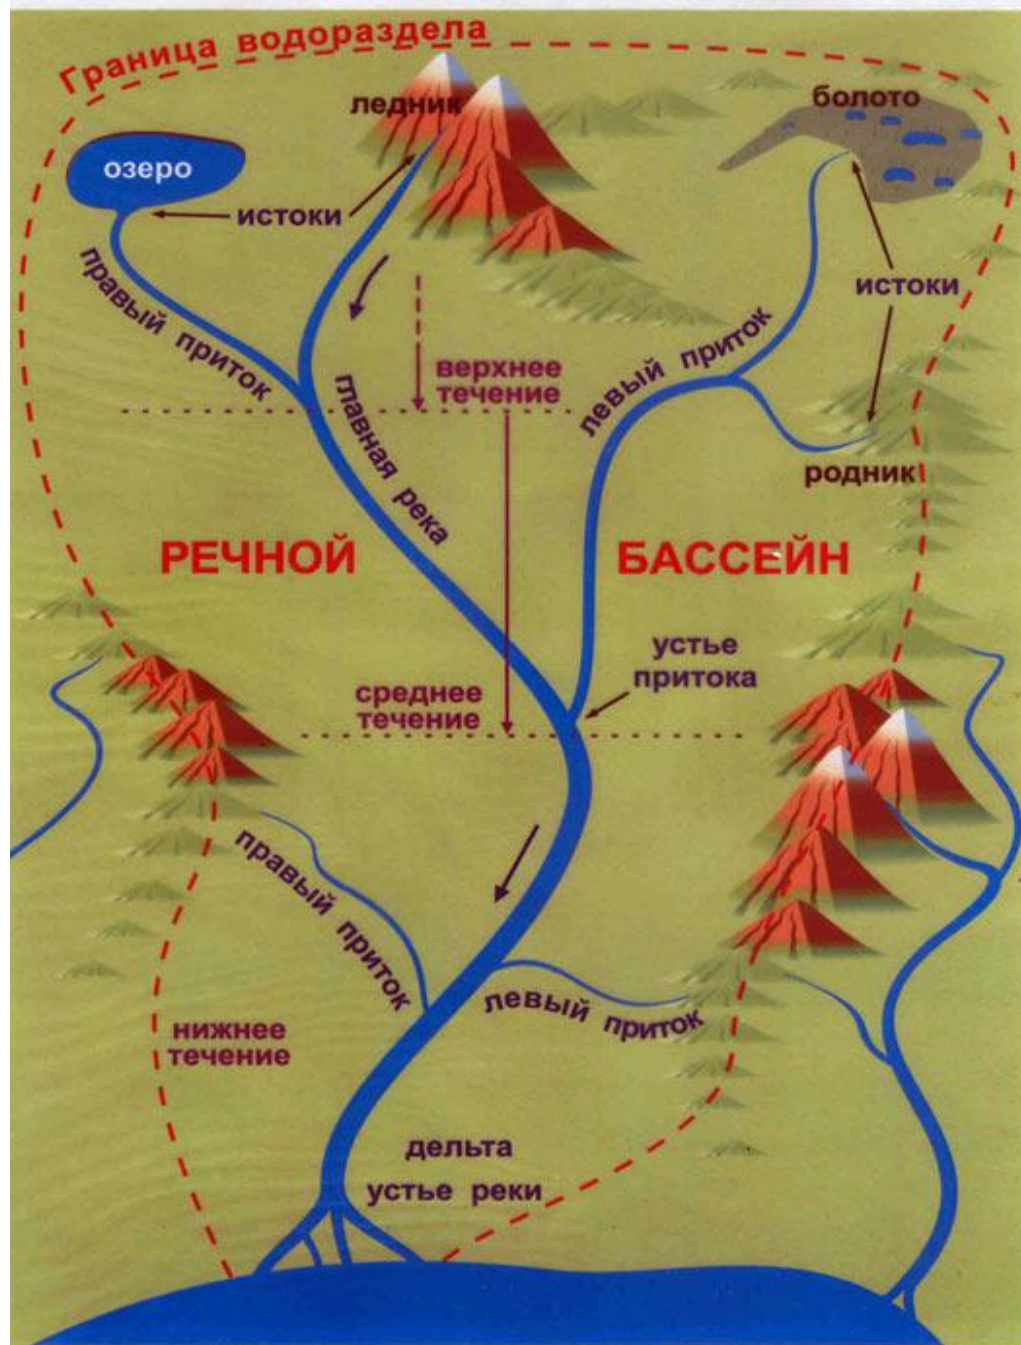 Граница водораздела
ледник
болото
озеро
истоки
истоки
правый приток
левый приток
верхнее
течение
главная река
родник
РЕЧНОЙ БАССЕЙН
устье
притока
среднее
течение
правый приток
левый приток
нижнее
течение
дельта
устье реки